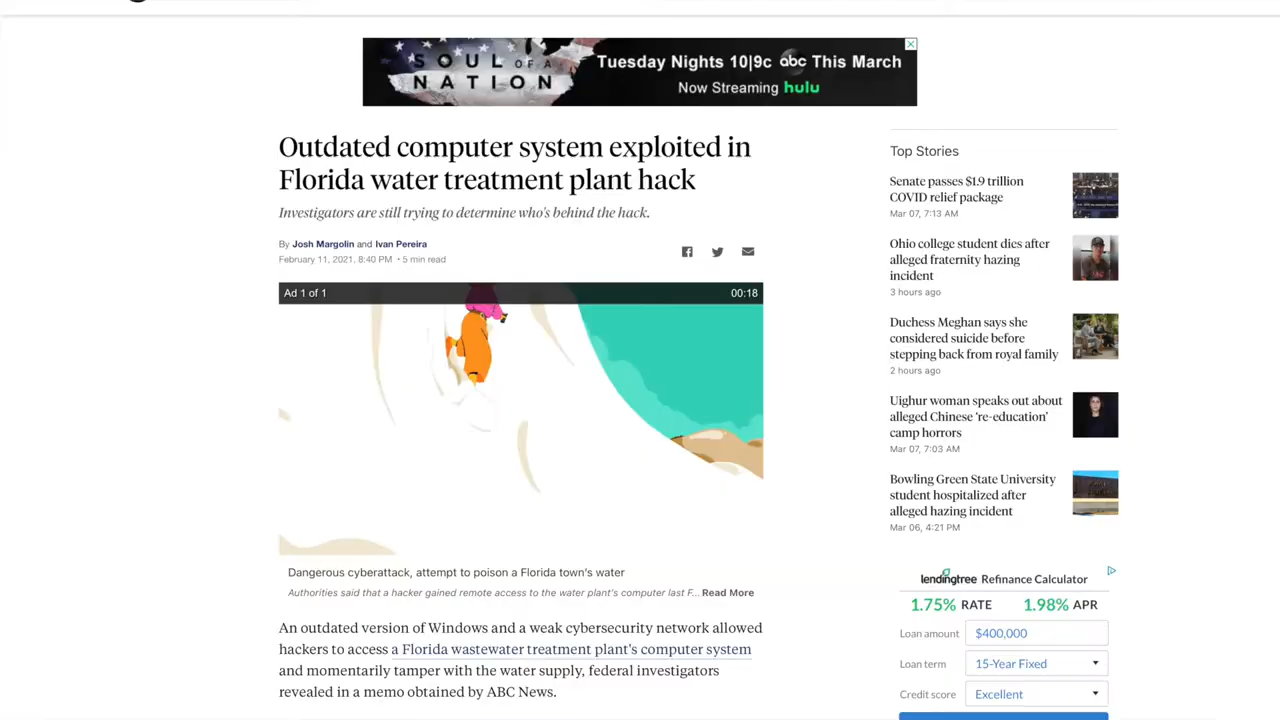 SOUL OF A
NATION
Tuesday Nights 10|9c abc This March
Now Streaming hulu
Outdated computer system exploited in
Florida water treatment plant hack
Investigators are still trying to determine who's behind the hack.
By Josh Margolin and Ivan Pereira
February 11, 2021, 8:40 PM • 5 min read
Ad 1 of 1
00:18
Dangerous cyberattack, attempt to poison a Florida town's water
Authorities said that a hacker gained remote access to the water plant's computer last F... Read More
An outdated version of Windows and a weak cybersecurity network allowed
hackers to access a Florida wastewater treatment plant's computer system
and momentarily tamper with the water supply, federal investigators
revealed in a memo obtained by ABC News.
Top Stories
Senate passes $1.9 trillion
COVID relief package
Mar 07, 7:13 AM
Ohio college student dies after
alleged fraternity hazing
incident
3 hours ago
Duchess Meghan says she
considered suicide before
stepping back from royal family
2 hours ago
Uighur woman speaks out about
alleged Chinese 're-education'
camp horrors
Mar 07, 7:03 AM
Bowling Green State University
student hospitalized after
alleged hazing incident
Mar 06, 4:21 PM
lendingtree Refinance Calculator
1.75% RATE 1.98% APR
Loan amount $400,000
Loan term 15-Year Fixed
Credit score Excellent